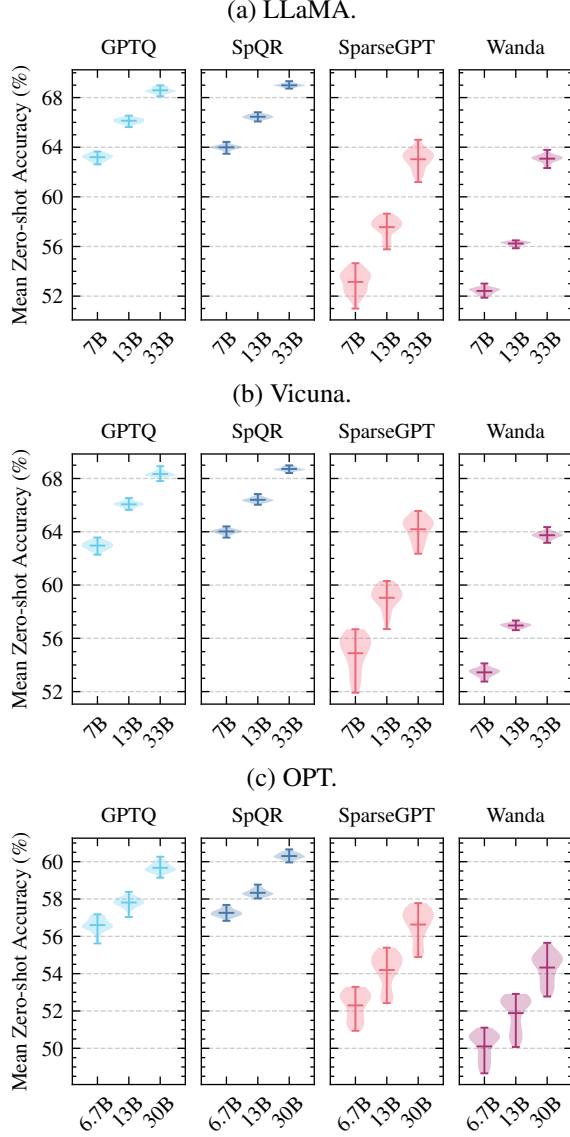 (a) LLaMA.
GPTQ SpQR SparseGPT Wanda
Mean Zero-shot Accuracy (%)
68
64
60
56
52
7B 13B 33B 7B 13B 33B 7B 13B 33B 7B 13B 33B
(b) Vicuna.
GPTQ SpQR SparseGPT Wanda
Mean Zero-shot Accuracy (%)
68
64
60
56
52
7B 13B 33B 7B 13B 33B 7B 13B 33B 7B 13B 33B
(c) OPT.
GPTQ SpQR SparseGPT Wanda
Mean Zero-shot Accuracy (%)
60
58
56
54
52
50
6.7B 13B 30B 6.7B 13B 30B 6.7B 13B 30B 6.7B 13B 30B